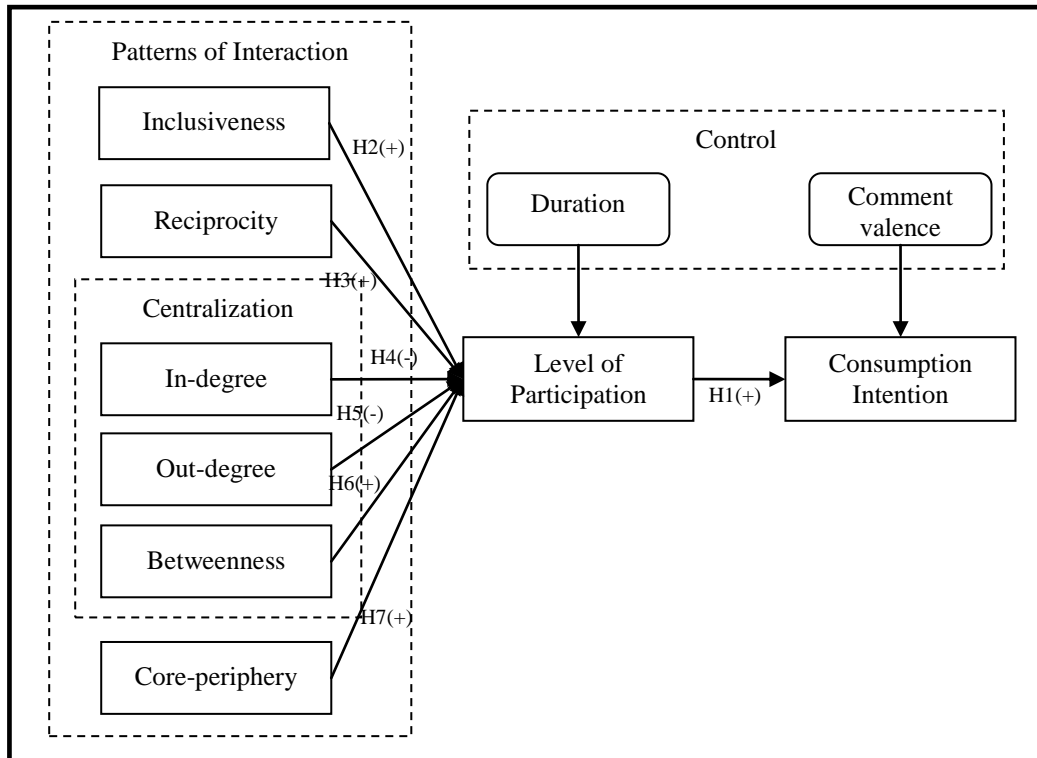 Patterns of Interaction
Inclusiveness
H2(+)
Reciprocity
H3(+)
Centralization
In-degree
H4(-)
Out-degree
H5(-)
Betweenness
H6(+)
Core-periphery
H7(+)
Control
Duration
Comment
valence
Level of
Participation
H1(+)
Consumption
Intention